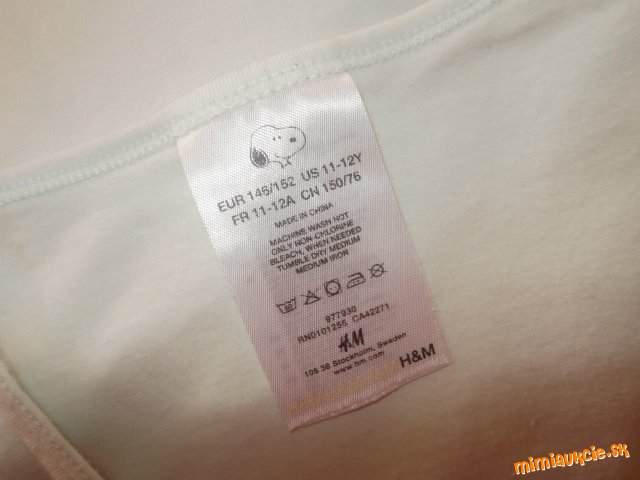 EUR 146/152 US 11-12Y
FR 11-12A CN 150/76
MADE IN CHINA
MACHINE WASH HOT
ONLY NON-CHLORINE
BLEACH, WHEN NEEDED
TUMBLE DRY MEDIUM
MEDIUM IRON
977930
RN0101255 CA42271
H&M
106 38 Stockholm, Sweden
www.hm.com
H&M
mimiaukcie.sk